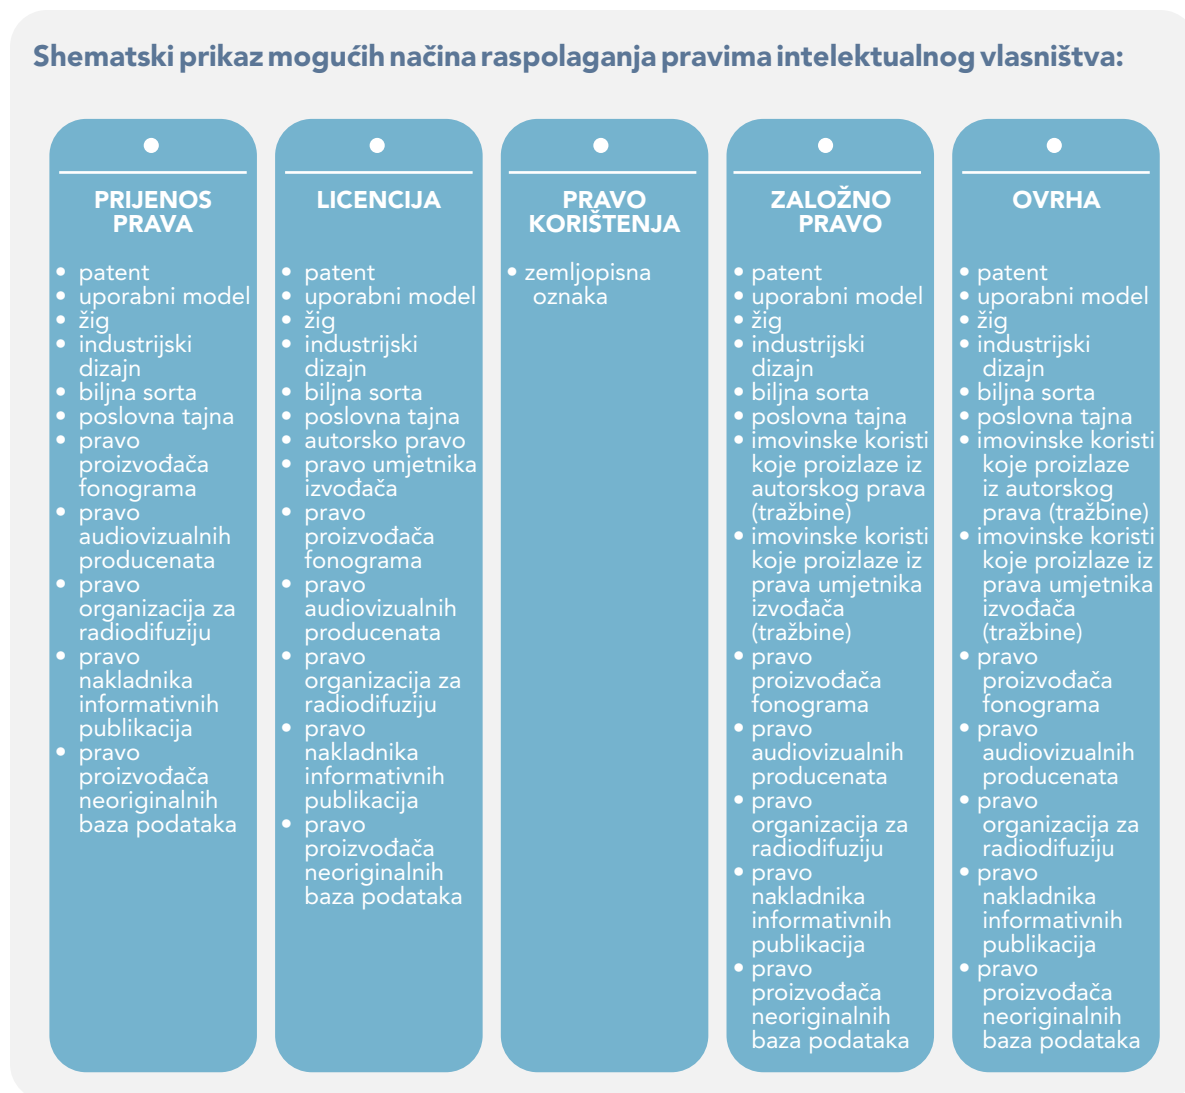 Shematski prikaz mogućih načina raspolaganja pravima intelektualnog vlasništva:
PRIJENOS
PRAVA
• patent
• uporabni model
• žig
• industrijski
dizajn
• biljna sorta
• poslovna tajna
• pravo
proizvođača
fonograma
• pravo
audiovizualnih
producenata
• pravo
organizacija za
radiodifuziju
• pravo
nakladnika
informativnih
publikacija
• pravo
proizvođača
neoriginalnih
baza podataka
LICENCIJA
• patent
• uporabni model
• žig
• industrijski
dizajn
• biljna sorta
• poslovna tajna
• autorsko pravo
• pravo umjetnika
izvođača
• pravo
proizvođača
fonograma
• pravo
audiovizualnih
producenata
• pravo
organizacija za
radiodifuziju
• pravo
nakladnika
informativnih
publikacija
• pravo
proizvođača
neoriginalnih
baza podataka
PRAVO
KORIŠTENJA
• zemljopisna
oznaka
ZALOŽNO
PRAVO
• patent
• uporabni model
• žig
• industrijski
dizajn
• biljna sorta
• poslovna tajna
• imovinske koristi
koje proizlaze iz
autorskog prava
(tražbine)
• imovinske koristi
koje proizlaze iz
prava umjetnika
izvođača
(tražbine)
• pravo
proizvođača
fonograma
• pravo
audiovizualnih
producenata
• pravo
organizacija za
radiodifuziju
• pravo
nakladnika
informativnih
publikacija
• pravo
proizvođača
neoriginalnih
baza podataka
OVRHA
• patent
• uporabni model
• žig
• industrijski
dizajn
• biljna sorta
• poslovna tajna
• imovinske koristi
koje proizlaze
iz autorskog
prava (tražbine)
• imovinske koristi
koje proizlaze iz
prava umjetnika
izvođača
(tražbine)
• pravo
proizvođača
fonograma
• pravo
audiovizualnih
producenata
• pravo
organizacija za
radiodifuziju
• pravo
nakladnika
informativnih
publikacija
• pravo
proizvođača
neoriginalnih
baza podataka